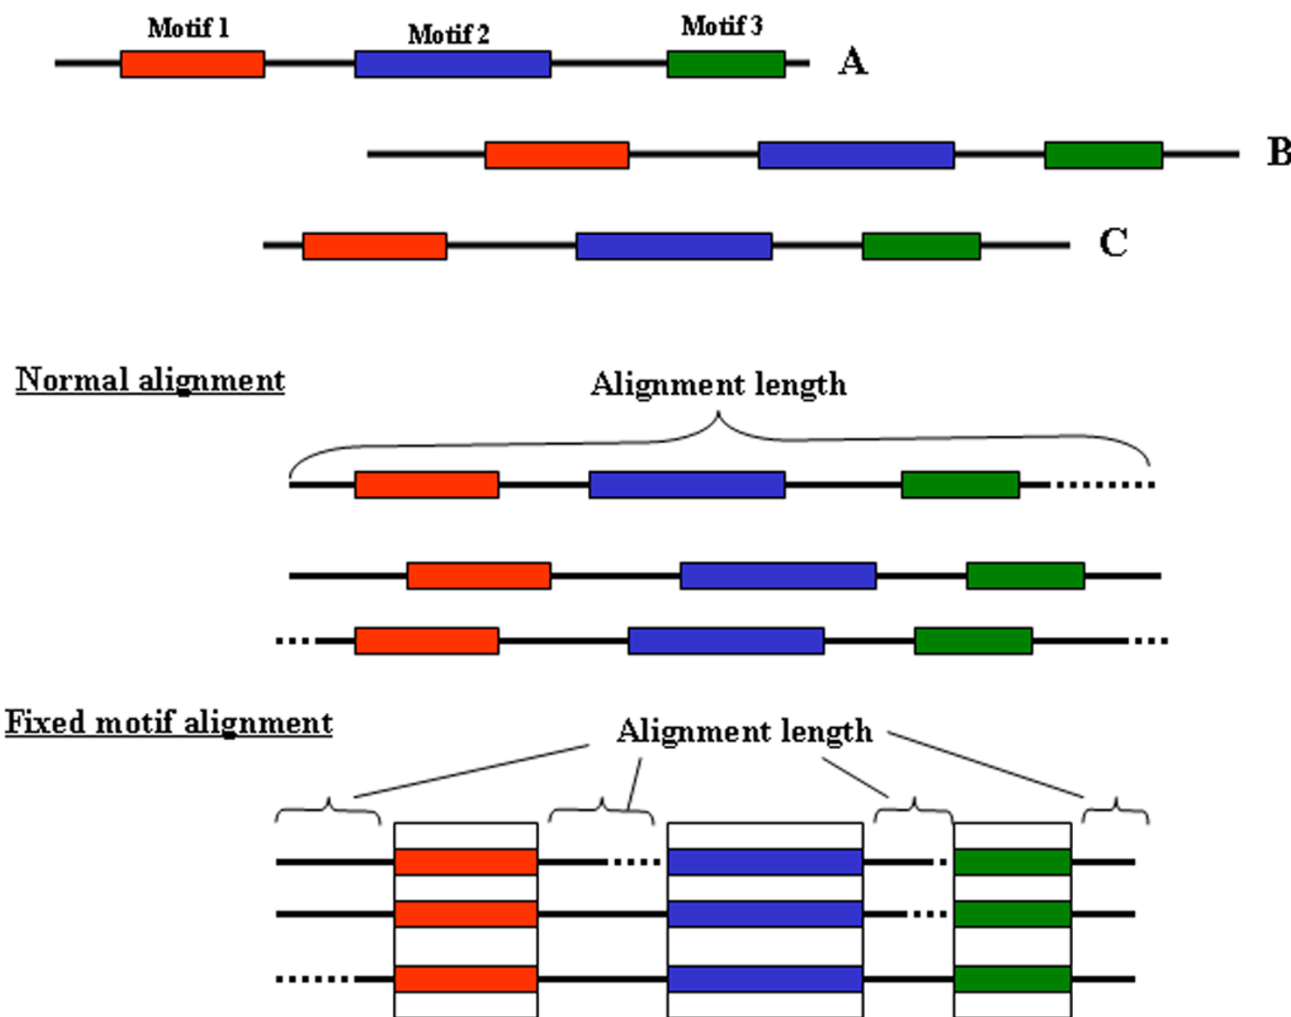 Motif 1
Motif 2
Motif 3
A
B
C
Normal alignment
Alignment length
Fixed motif alignment
Alignment length